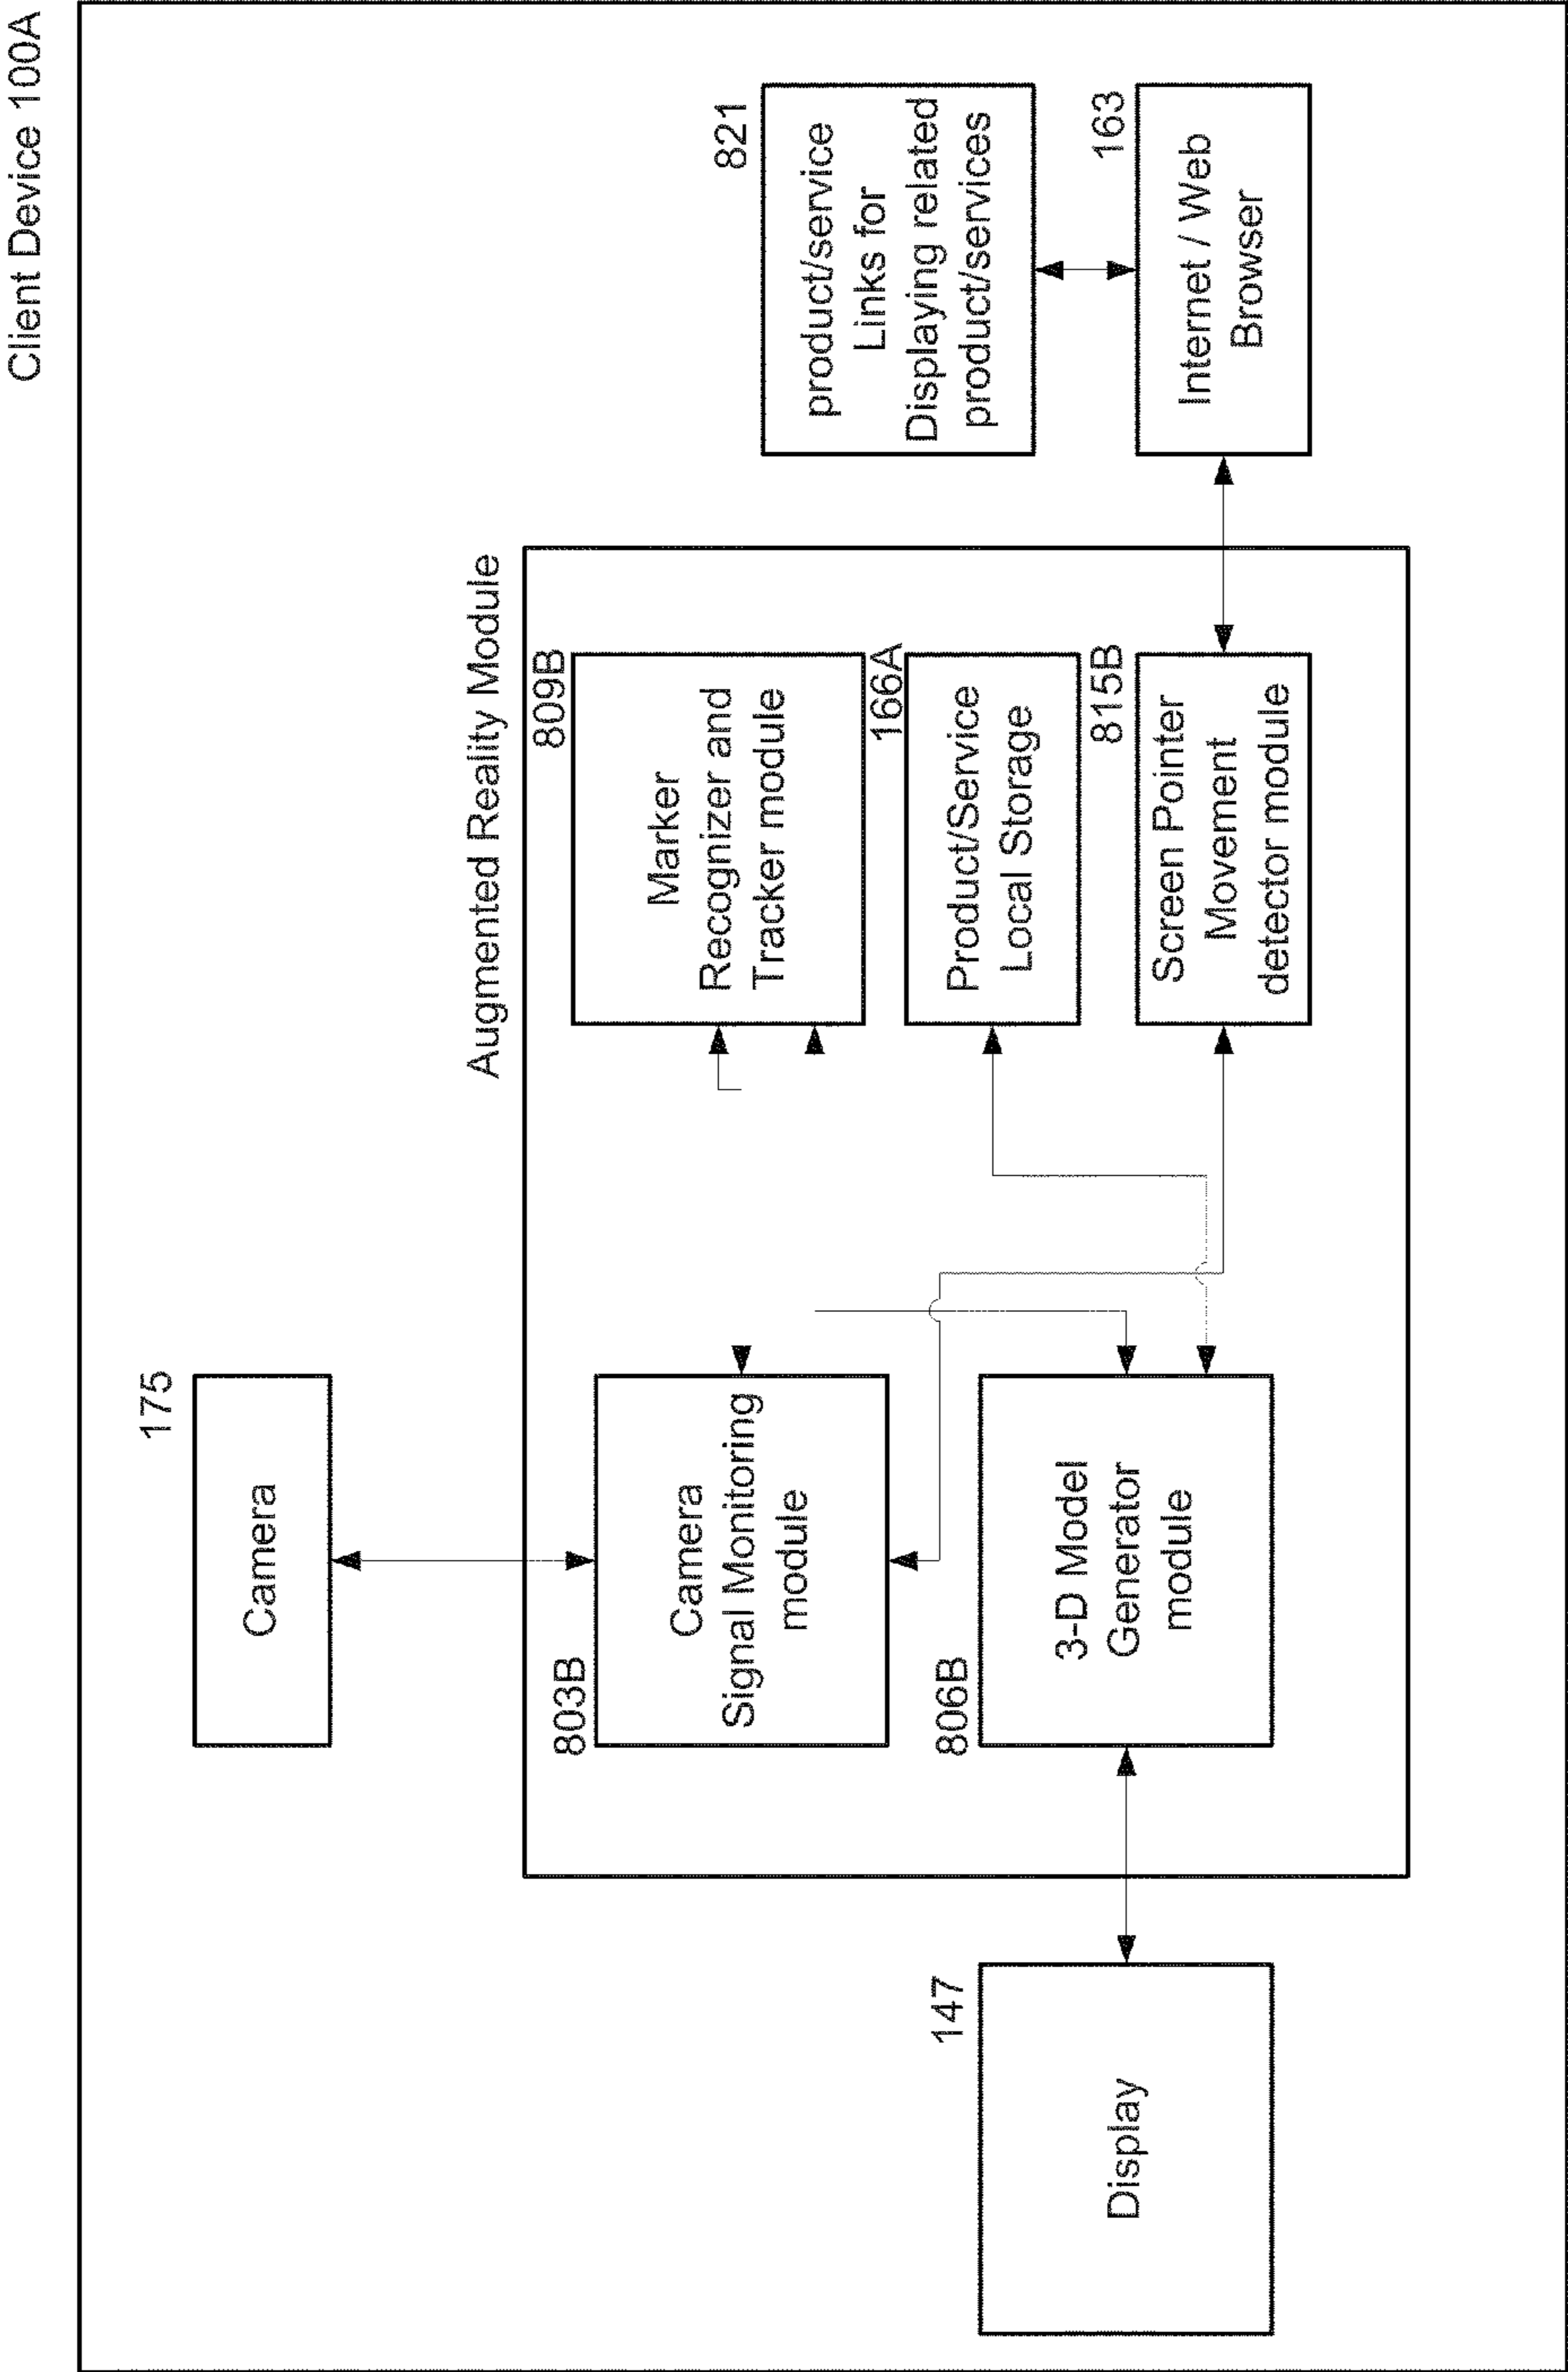 Client Device 100A
175
Camera
Augmented Reality Module
803B
Camera
Signal Monitoring
module
809B
Marker
Recognizer and
Tracker module
821
product/service
Links for
Displaying related
product/services
166A
Product/Service
Local Storage
147
Display
806B
3-D Model
Generator
module
815B
Screen Pointer
Movement
detector module
163
Internet / Web
Browser